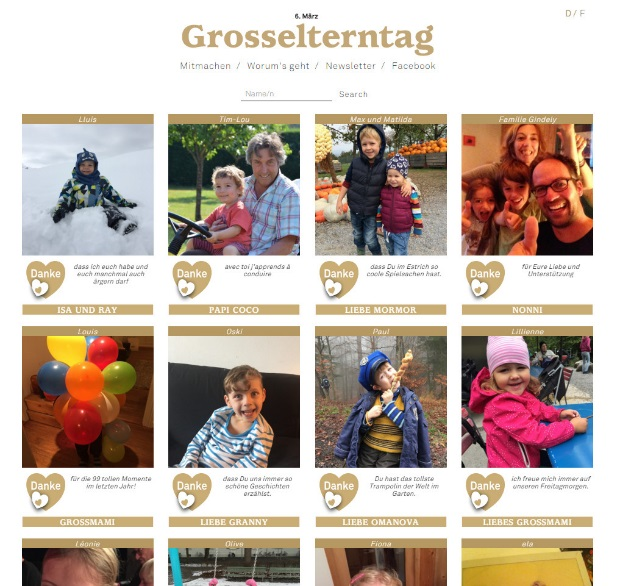 D / F
6. März
Grosselterntag
Mitmachen / Worum's geht / Newsletter / Facebook
Name/n
Search
Lluis
Tim-Lou
Max und Matilda
Familie Gindely
Danke
dass ich euch habe und
euch manchmal auch
ärgern darf
Danke
avec toi j'apprends à
conduire
Danke
dass Du im Estrich so
coole Spielsachen hast.
Danke
für Eure Liebe und
Unterstützung
ISA UND RAY
PAPI COCO
LIEBE MORMOR
NONNI
Louis
Oski
Paul
Lillienne
Danke
für die 99 tollen Momente
im letzten Jahr!
Danke
dass Du uns immer so
schöne Geschichten
erzählst.
Danke
Du hast das tollste
Trampolin der Welt im
Garten.
Danke
ich freue mich immer auf
unseren Freitagmorgen.
GROSSMAMI
LIEBE GRANNY
LIEBE OMANOVA
LIEBES GROSSMAMI
Léonie
Olive
Fiona
ela